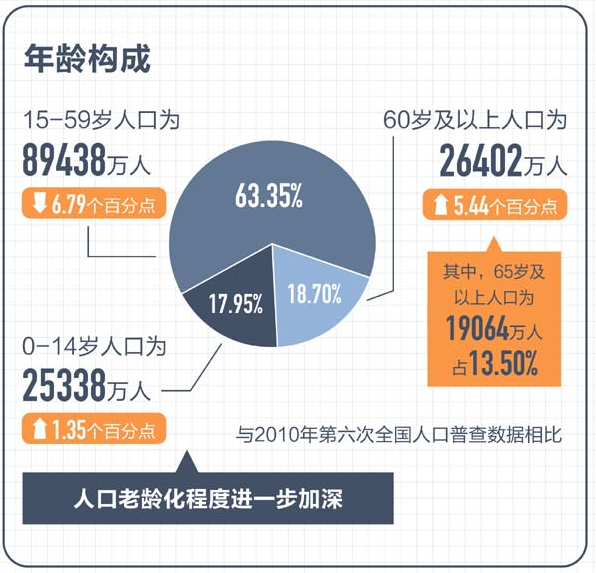 年龄构成
15-59岁人口为
89438万人
6.79个百分点
60岁及以上人口为
26402万人
5.44个百分点
63.35%
17.95%
18.70%
其中，65岁及
以上人口为
19064万人
占13.50%
0-14岁人口为
25338万人
1.35个百分点
与2010年第六次全国人口普查数据相比
人口老龄化程度进一步加深